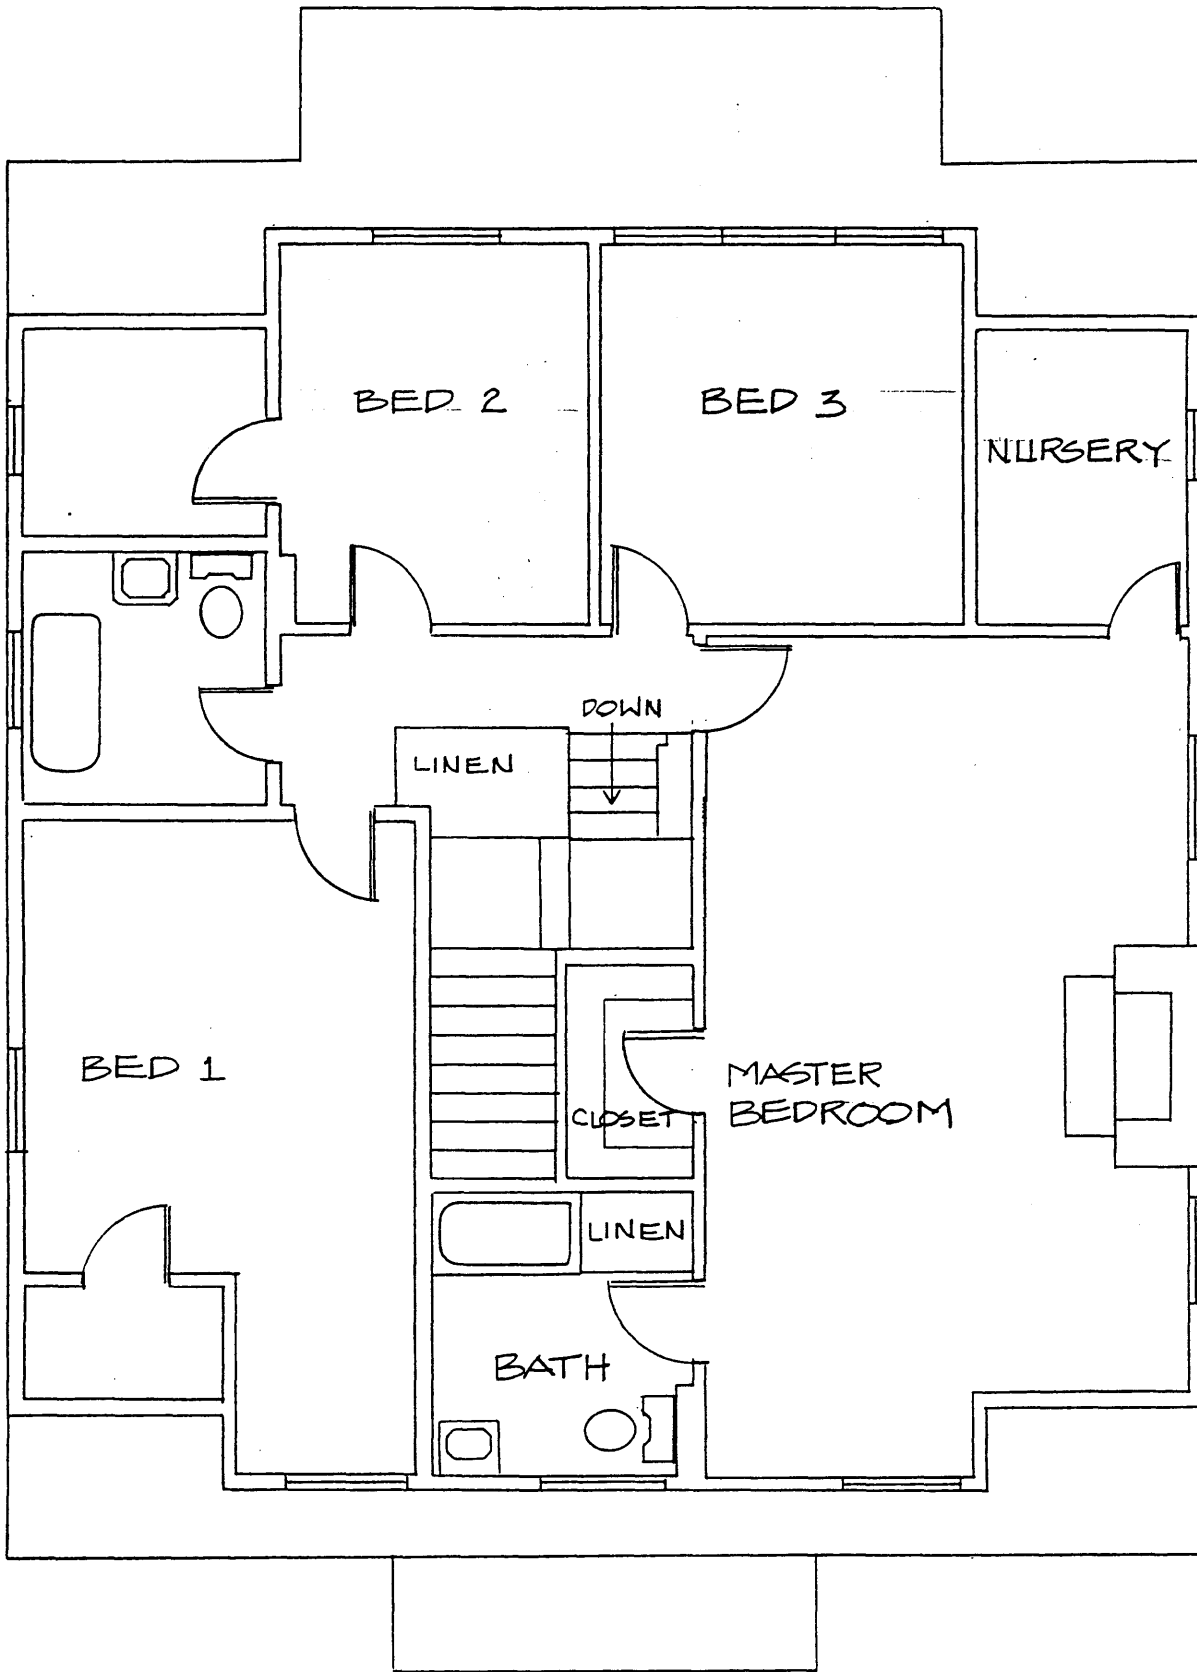 BED 2
BED 3
NURSERY
DOWN
LINEN
BED 1
MASTER
BEDROOM
CLOSET
LINEN
BATH